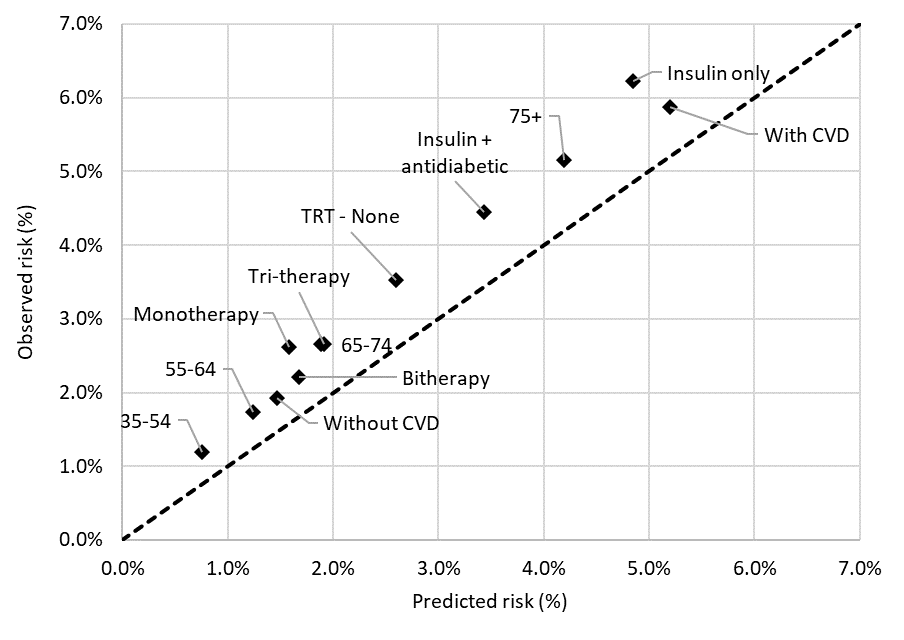 7.0%
6.0%
5.0%
4.0%
3.0%
2.0%
1.0%
0.0%
Observed risk (%)
Insulin only
With CVD
75+
Insulin +
antidiabetic
TRT - None
Tri-therapy
Monotherapy
65-74
55-64
Bitherapy
35-54
Without CVD
0.0% 1.0% 2.0% 3.0% 4.0% 5.0% 6.0% 7.0%
Predicted risk (%)